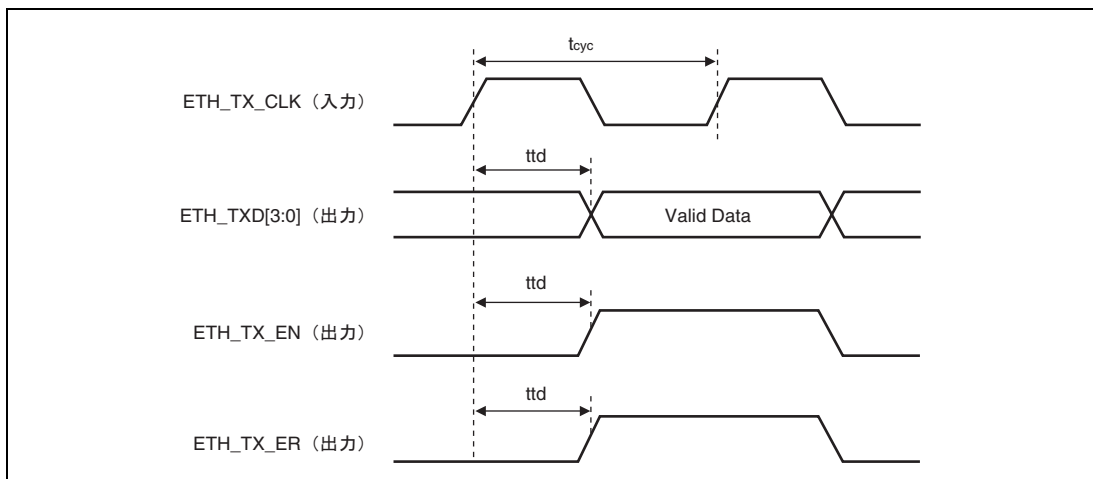 tcyc
ETH_TX_CLK（入力）
ttd
ETH_TXD[3:0]（出力）
Valid Data
ttd
ETH_TX_EN（出力）
ttd
ETH_TX_ER（出力）